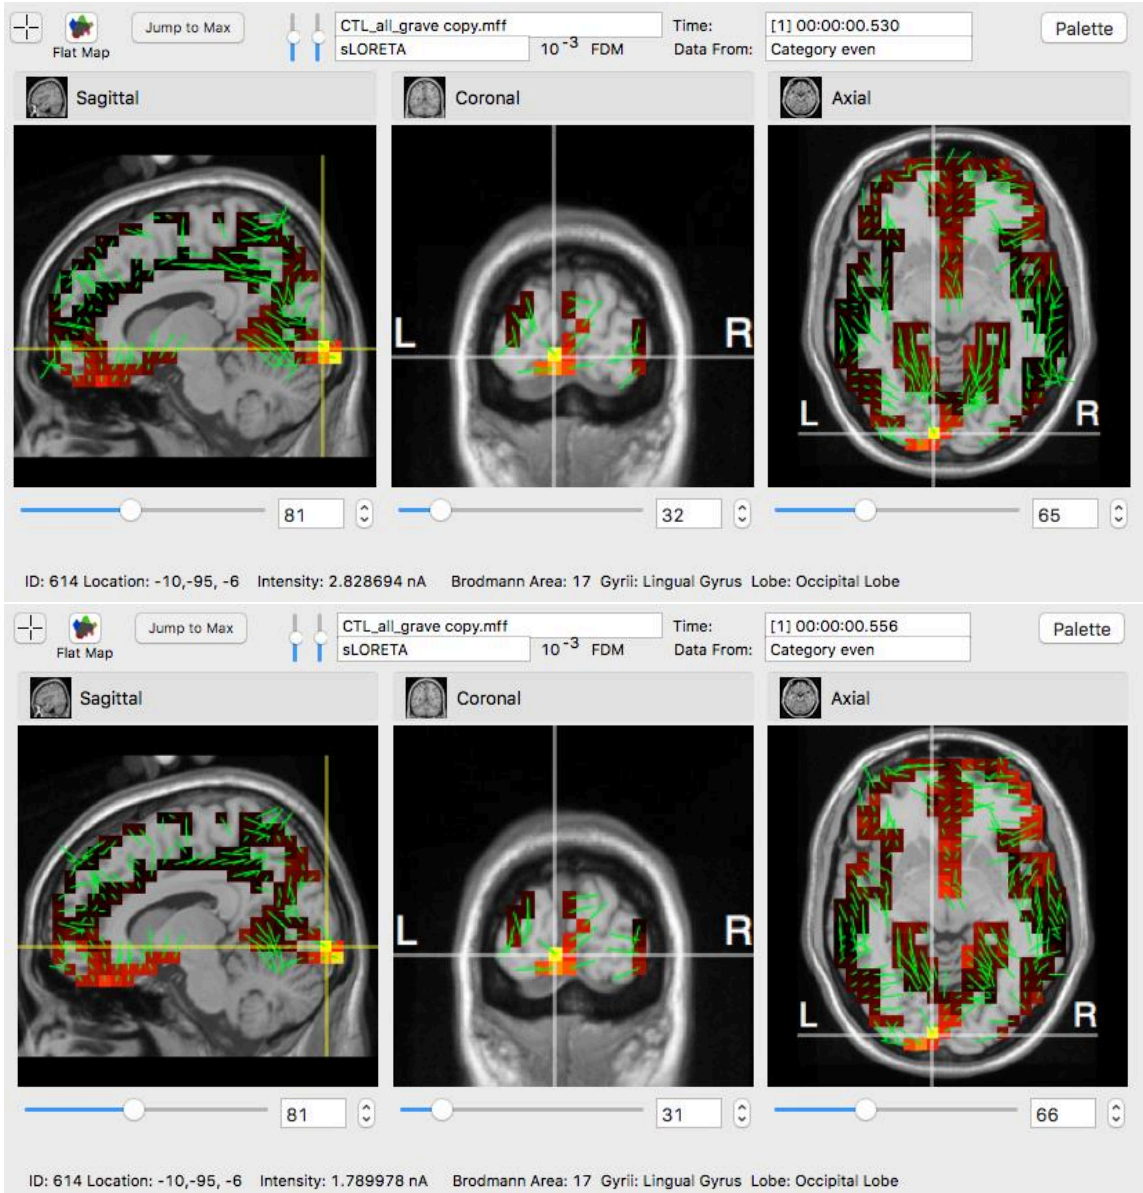 CTL_all_grave copy.mff Time: [1] 00:00:00.530
Jump to Max Palette
Flat Map sLORETA 10-3 FDM Data From: Category even
Sagittal Coronal Axial
L R L R
81 32 65
ID: 614 Location: -10,-95, -6 Intensity: 2.828694 nA Brodmann Area: 17 Gyrii: Lingual Gyrus Lobe: Occipital Lobe
CTL_all_grave copy.mff Time: [1] 00:00:00.556
Jump to Max Palette
Flat Map sLORETA 10-3 FDM Data From: Category even
Sagittal Coronal Axial
L R L R
81 31 66
ID: 614 Location: -10,-95, -6 Intensity: 1.789978 nA Brodmann Area: 17 Gyrii: Lingual Gyrus Lobe: Occipital Lobe